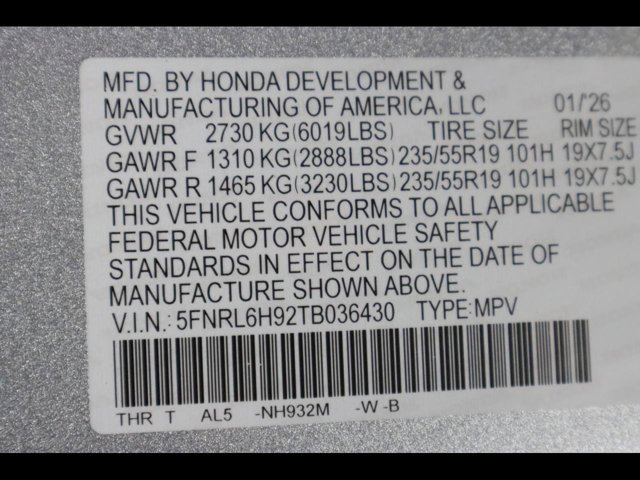 MFD. BY HONDA DEVELOPMENT &
MANUFACTURING OF AMERICA, LLC 01/'26
GVWR 2730 KG(6019LBS) TIRE SIZE RIM SIZE
GAWR F 1310 KG(2888LBS) 235/55R19 101H 19X7.5J
GAWR R 1465 KG(3230LBS) 235/55R19 101H 19X7.5J
THIS VEHICLE CONFORMS TO ALL APPLICABLE
FEDERAL MOTOR VEHICLE SAFETY
STANDARDS IN EFFECT ON THE DATE OF
MANUFACTURE SHOWN ABOVE.
V.I.N.: 5FNRL6H92TB036430 TYPE:MPV
THR T AL5 -NH932M -W -B